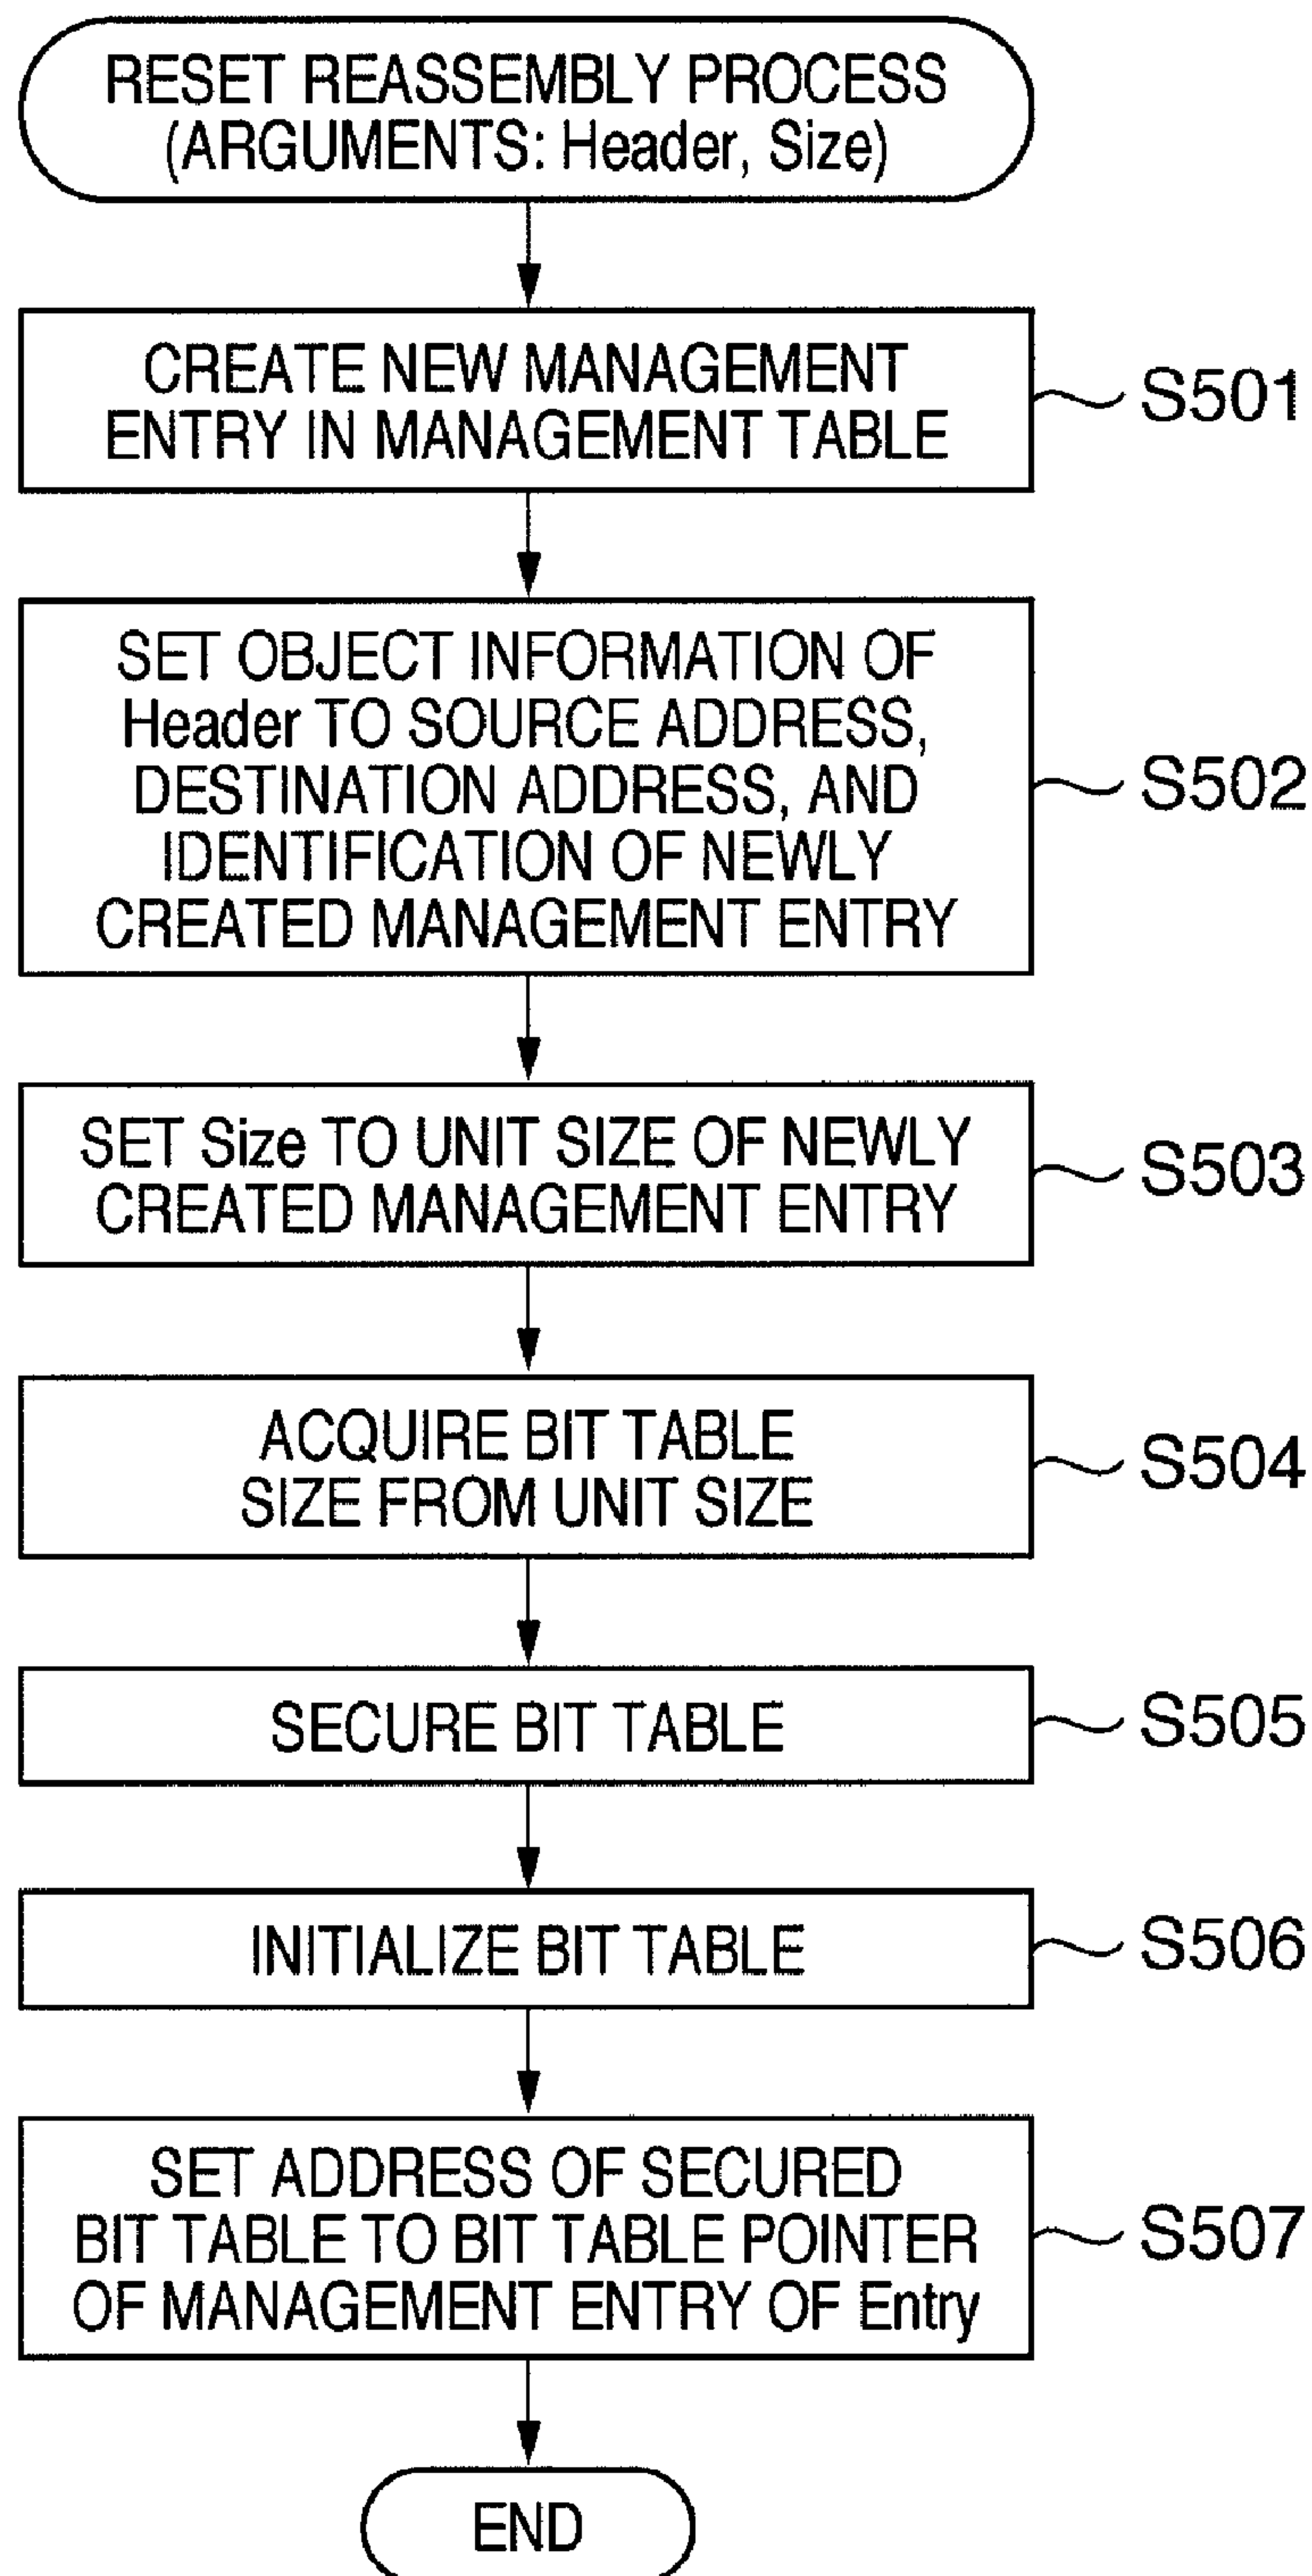 RESET REASSEMBLY PROCESS
(ARGUMENTS: Header, Size)
CREATE NEW MANAGEMENT
ENTRY IN MANAGEMENT TABLE
S501
SET OBJECT INFORMATION OF
Header TO SOURCE ADDRESS,
DESTINATION ADDRESS, AND
IDENTIFICATION OF NEWLY
CREATED MANAGEMENT ENTRY
S502
SET Size TO UNIT SIZE OF NEWLY
CREATED MANAGEMENT ENTRY
S503
ACQUIRE BIT TABLE
SIZE FROM UNIT SIZE
S504
SECURE BIT TABLE
S505
INITIALIZE BIT TABLE
S506
SET ADDRESS OF SECURED
BIT TABLE TO BIT TABLE POINTER
OF MANAGEMENT ENTRY OF Entry
S507
END